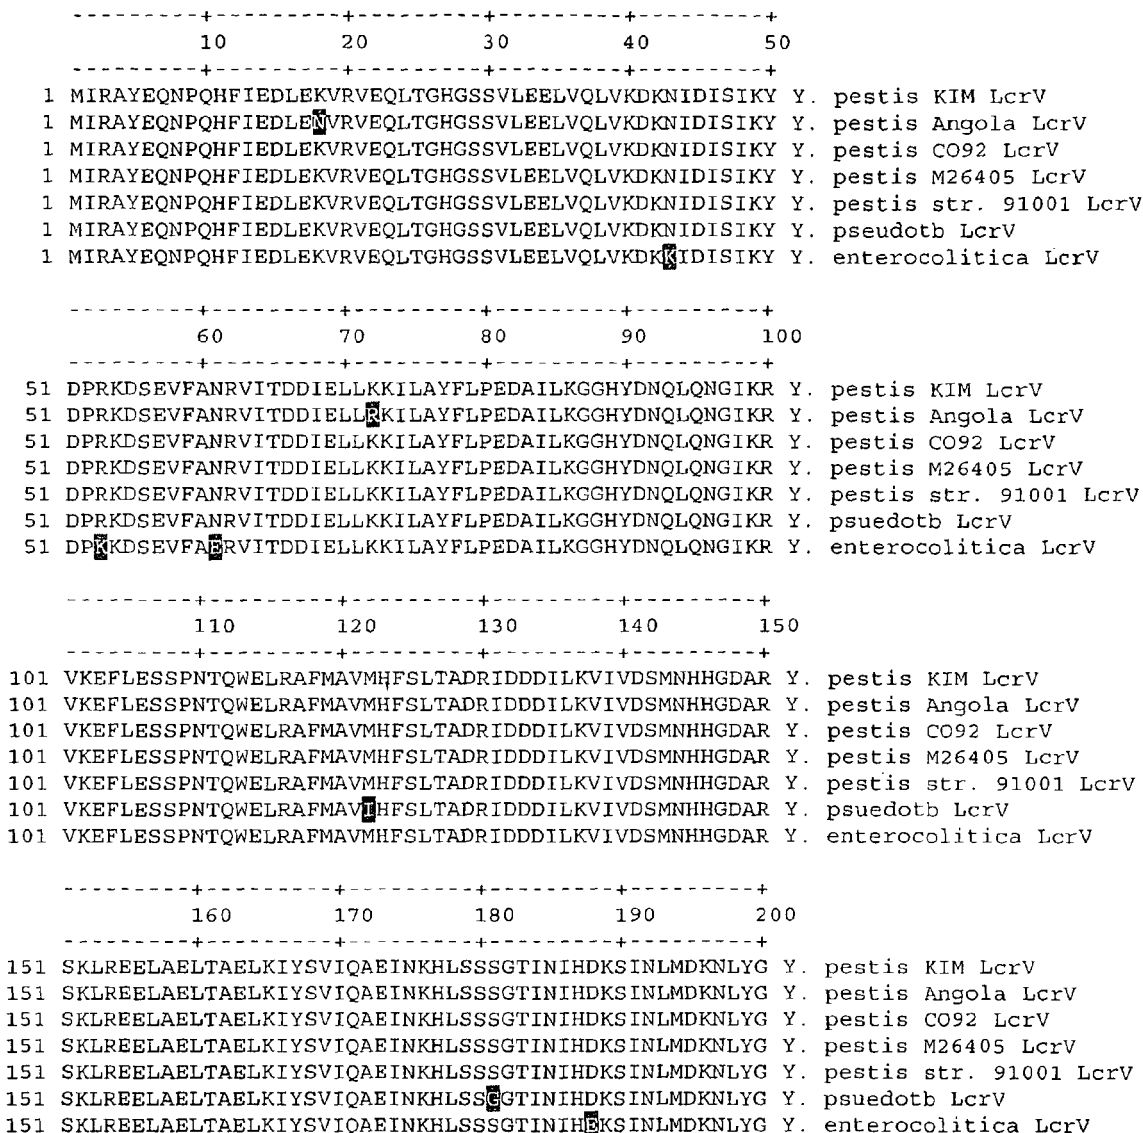 ---------+---------+---------+---------+---------+
10 20 30 40 50
---------+---------+---------+---------+---------+
1 MIRAYEQNPQHFIEDLEKVRVEQLTGHGSSVLEELVQLVKDKNIDISIKY Y. pestis KIM LcrV
1 MIRAYEQNPQHFIEDLENVRVEQLTGHGSSVLEELVQLVKDKNIDISIKY Y. pestis Angola LcrV
1 MIRAYEQNPQHFIEDLEKVRVEQLTGHGSSVLEELVQLVKDKNIDISIKY Y. pestis CO92 LcrV
1 MIRAYEQNPQHFIEDLEKVRVEQLTGHGSSVLEELVQLVKDKNIDISIKY Y. pestis M26405 LcrV
1 MIRAYEQNPQHFIEDLEKVRVEQLTGHGSSVLEELVQLVKDKNIDISIKY Y. pestis str. 91001 LcrV
1 MIRAYEQNPQHFIEDLEKVRVEQLTGHGSSVLEELVQLVKDKNIDISIKY Y. pseudotb LcrV
1 MIRAYEQNPQHFIEDLEKVRVEQLTGHGSSVLEELVQLVKDKKIDISIKY Y. enterocolitica LcrV
---------+---------+---------+---------+---------+
60 70 80 90 100
---------+---------+---------+---------+---------+
51 DPRKDSEVFANRVITDDIELLKKILAYFLPEDAILKGGHYDNQLQNGIKR Y. pestis KIM LcrV
51 DPRKDSEVFANRVITDDIELLRKILAYFLPEDAILKGGHYDNQLQNGIKR Y. pestis Angola LcrV
51 DPRKDSEVFANRVITDDIELLKKILAYFLPEDAILKGGHYDNQLQNGIKR Y. pestis CO92 LcrV
51 DPRKDSEVFANRVITDDIELLKKILAYFLPEDAILKGGHYDNQLQNGIKR Y. pestis M26405 LcrV
51 DPRKDSEVFANRVITDDIELLKKILAYFLPEDAILKGGHYDNQLQNGIKR Y. pestis str. 91001 LcrV
51 DPRKDSEVFANRVITDDIELLKKILAYFLPEDAILKGGHYDNQLQNGIKR Y. psuedotb LcrV
51 DPKKDSEVFAERVITDDIELLKKILAYFLPEDAILKGGHYDNQLQNGIKR Y. enterocolitica LcrV
---------+---------+---------+---------+---------+
110 120 130 140 150
---------+---------+---------+---------+---------+
101 VKEFLESSPNTQWELRAFMAVMHFSLTADRIDDDILKVIVDSMNHHGDAR Y. pestis KIM LcrV
101 VKEFLESSPNTQWELRAFMAVMHFSLTADRIDDDILKVIVDSMNHHGDAR Y. pestis Angola LcrV
101 VKEFLESSPNTQWELRAFMAVMHFSLTADRIDDDILKVIVDSMNHHGDAR Y. pestis CO92 LcrV
101 VKEFLESSPNTQWELRAFMAVMHFSLTADRIDDDILKVIVDSMNHHGDAR Y. pestis M26405 LcrV
101 VKEFLESSPNTQWELRAFMAVMHFSLTADRIDDDILKVIVDSMNHHGDAR Y. pestis str. 91001 LcrV
101 VKEFLESSPNTQWELRAFMAVIHFSLTADRIDDDILKVIVDSMNHHGDAR Y. psuedotb LcrV
101 VKEFLESSPNTQWELRAFMAVMHFSLTADRIDDDILKVIVDSMNHHGDAR Y. enterocolitica LcrV
---------+---------+---------+---------+---------+
160 170 180 190 200
---------+---------+---------+---------+---------+
151 SKLREELAELTAELKIYSVIQAEINKHLSSSGTINIHDKSINLMDKNLYG Y. pestis KIM LcrV
151 SKLREELAELTAELKIYSVIQAEINKHLSSSGTINIHDKSINLMDKNLYG Y. pestis Angola LcrV
151 SKLREELAELTAELKIYSVIQAEINKHLSSSGTINIHDKSINLMDKNLYG Y. pestis CO92 LcrV
151 SKLREELAELTAELKIYSVIQAEINKHLSSSGTINIHDKSINLMDKNLYG Y. pestis M26405 LcrV
151 SKLREELAELTAELKIYSVIQAEINKHLSSSGTINIHDKSINLMDKNLYG Y. pestis str. 91001 LcrV
151 SKLREELAELTAELKIYSVIQAEINKHLSSGGTINIHDKSINLMDKNLYG Y. psuedotb LcrV
151 SKLREELAELTAELKIYSVIQAEINKHLSSSGTINIHEKSINLMDKNLYG Y. enterocolitica LcrV